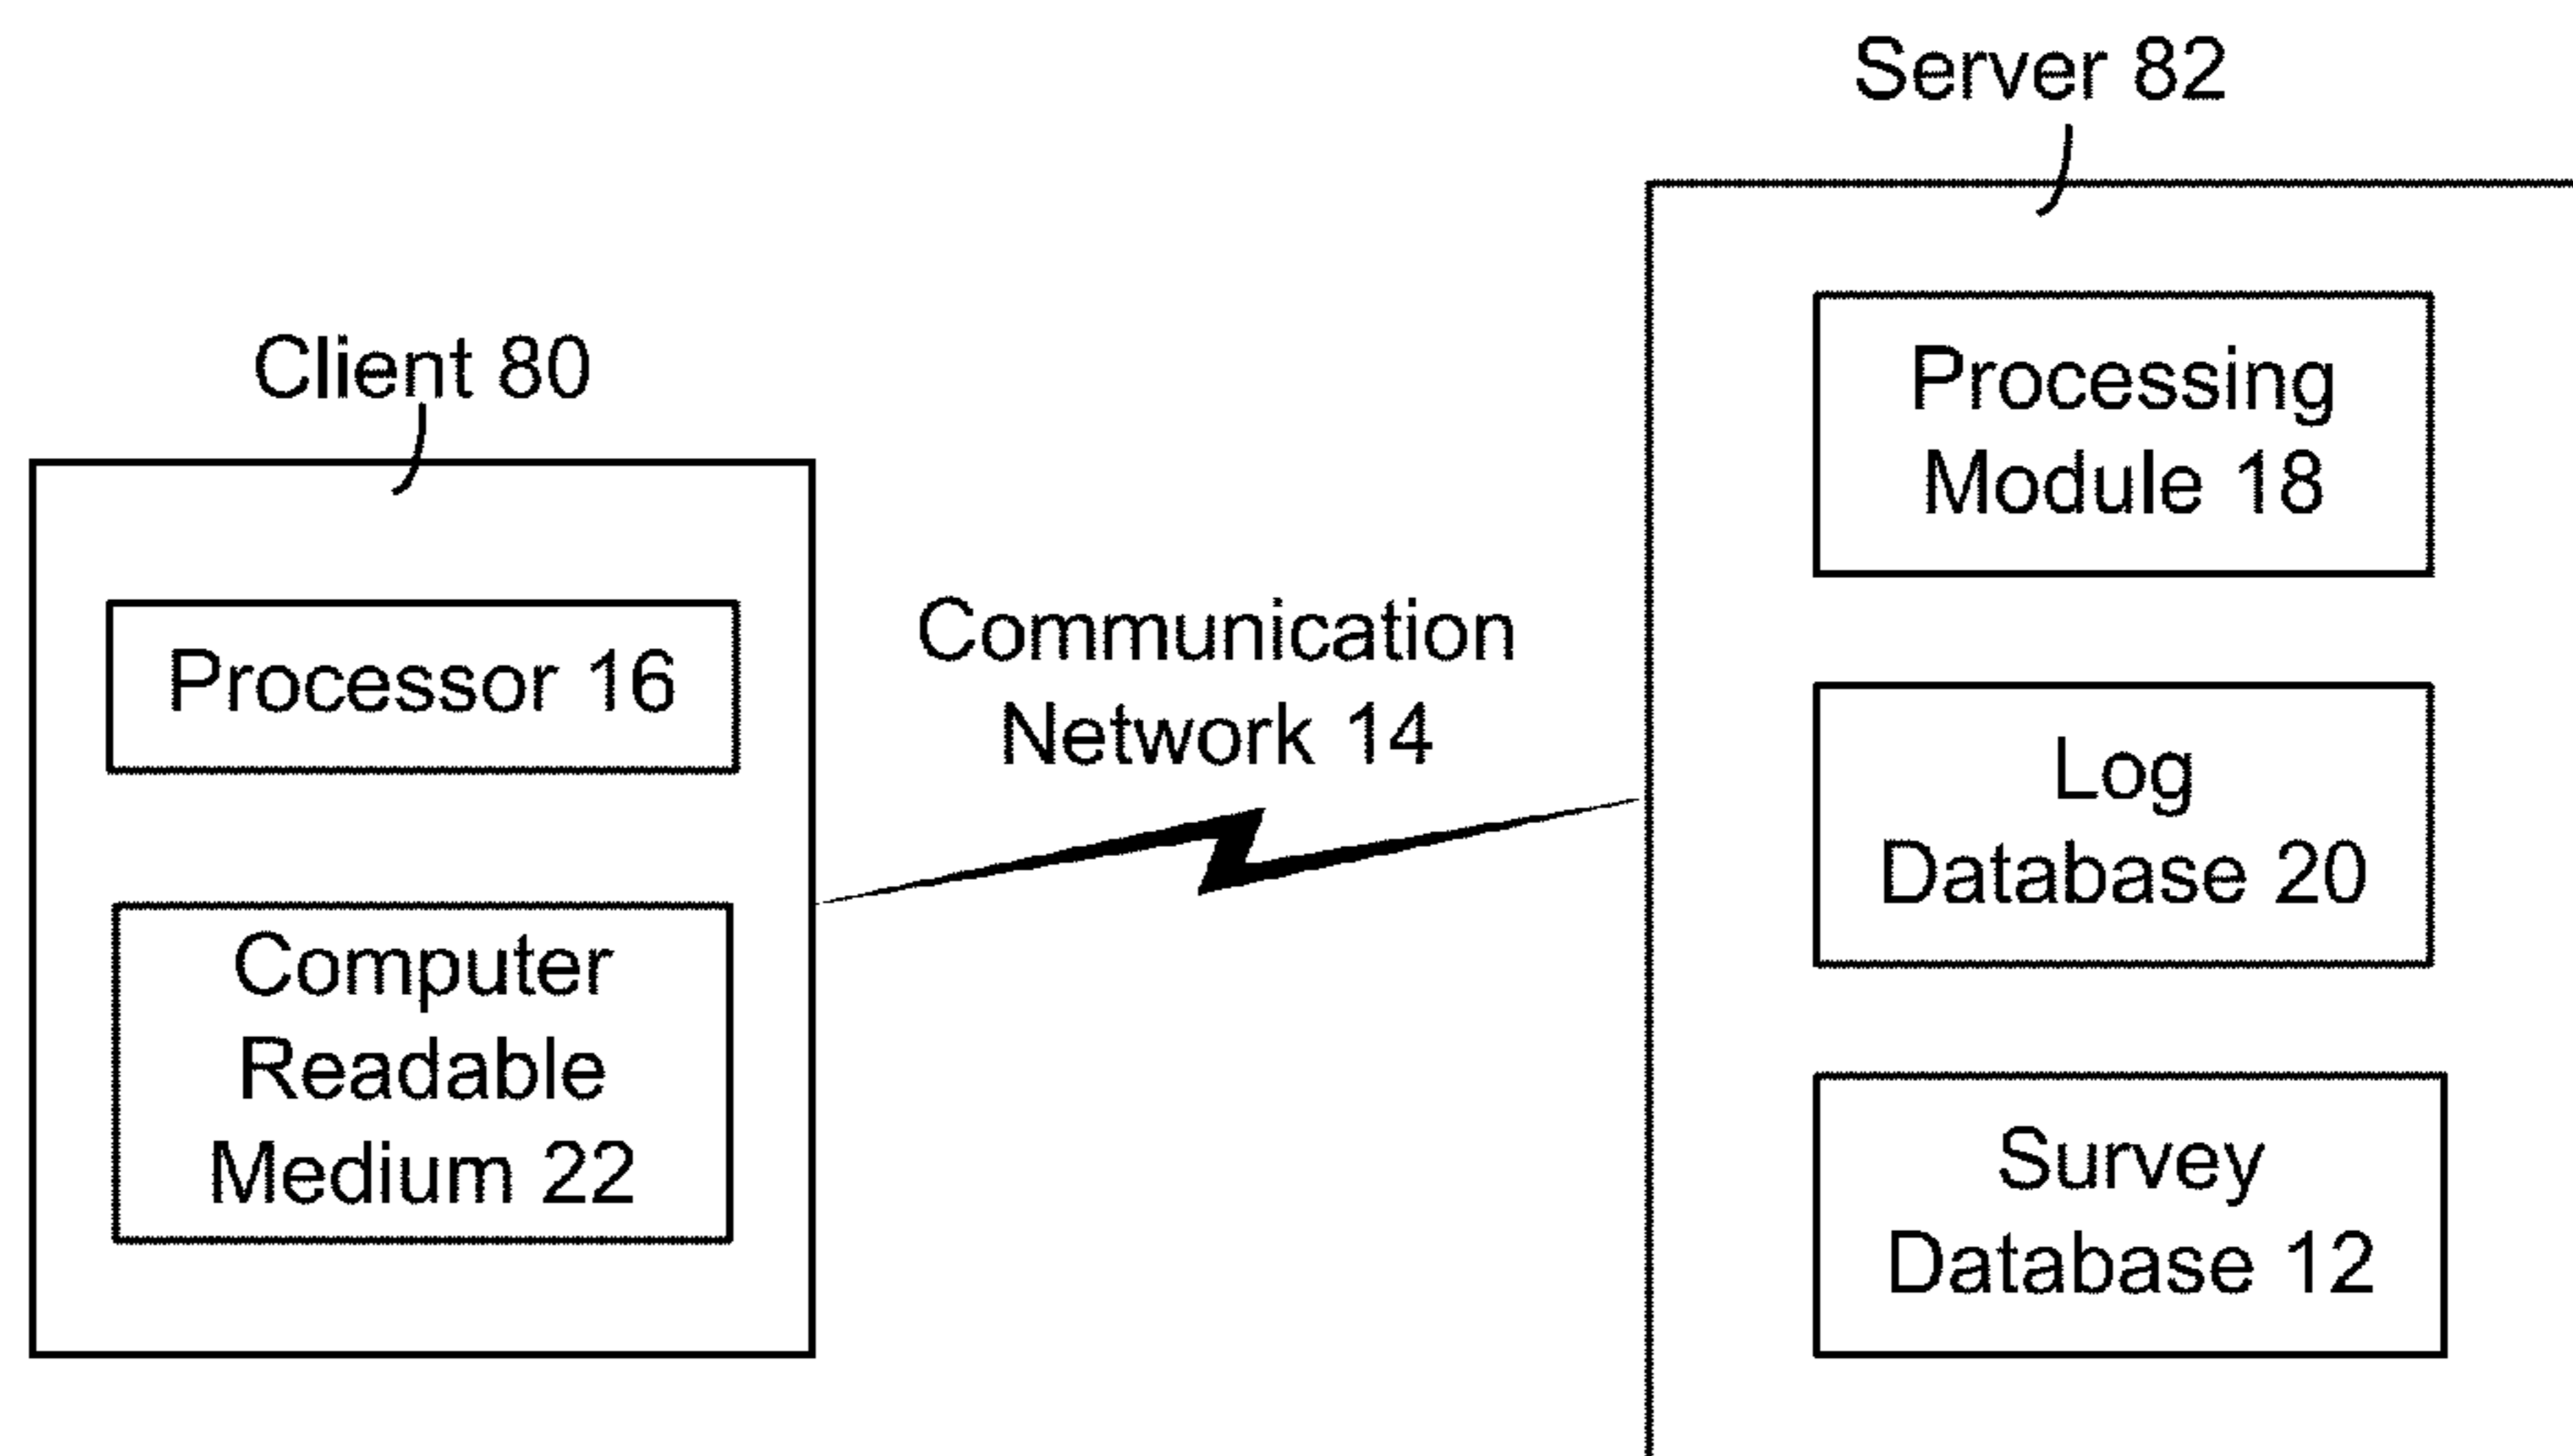 Server 82
Client 80
Processing
Module 18
Processor 16
Communication
Network 14
Log
Database 20
Computer
Readable
Medium 22
Survey
Database 12